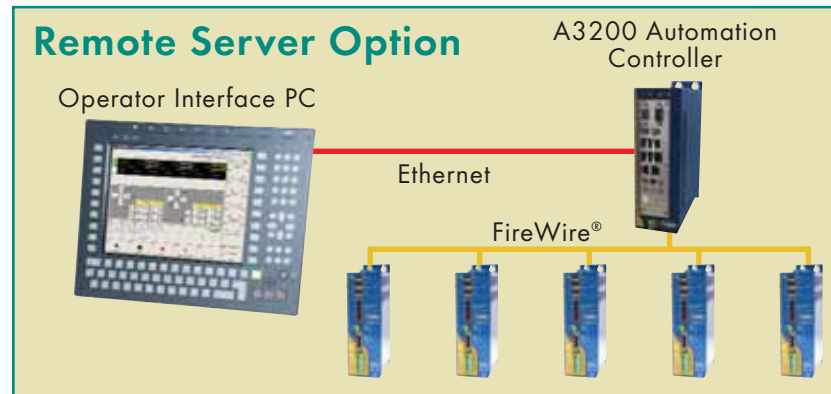 Remote Server Option
A3200 Automation
Controller
Operator Interface PC
Ethernet
FireWire®